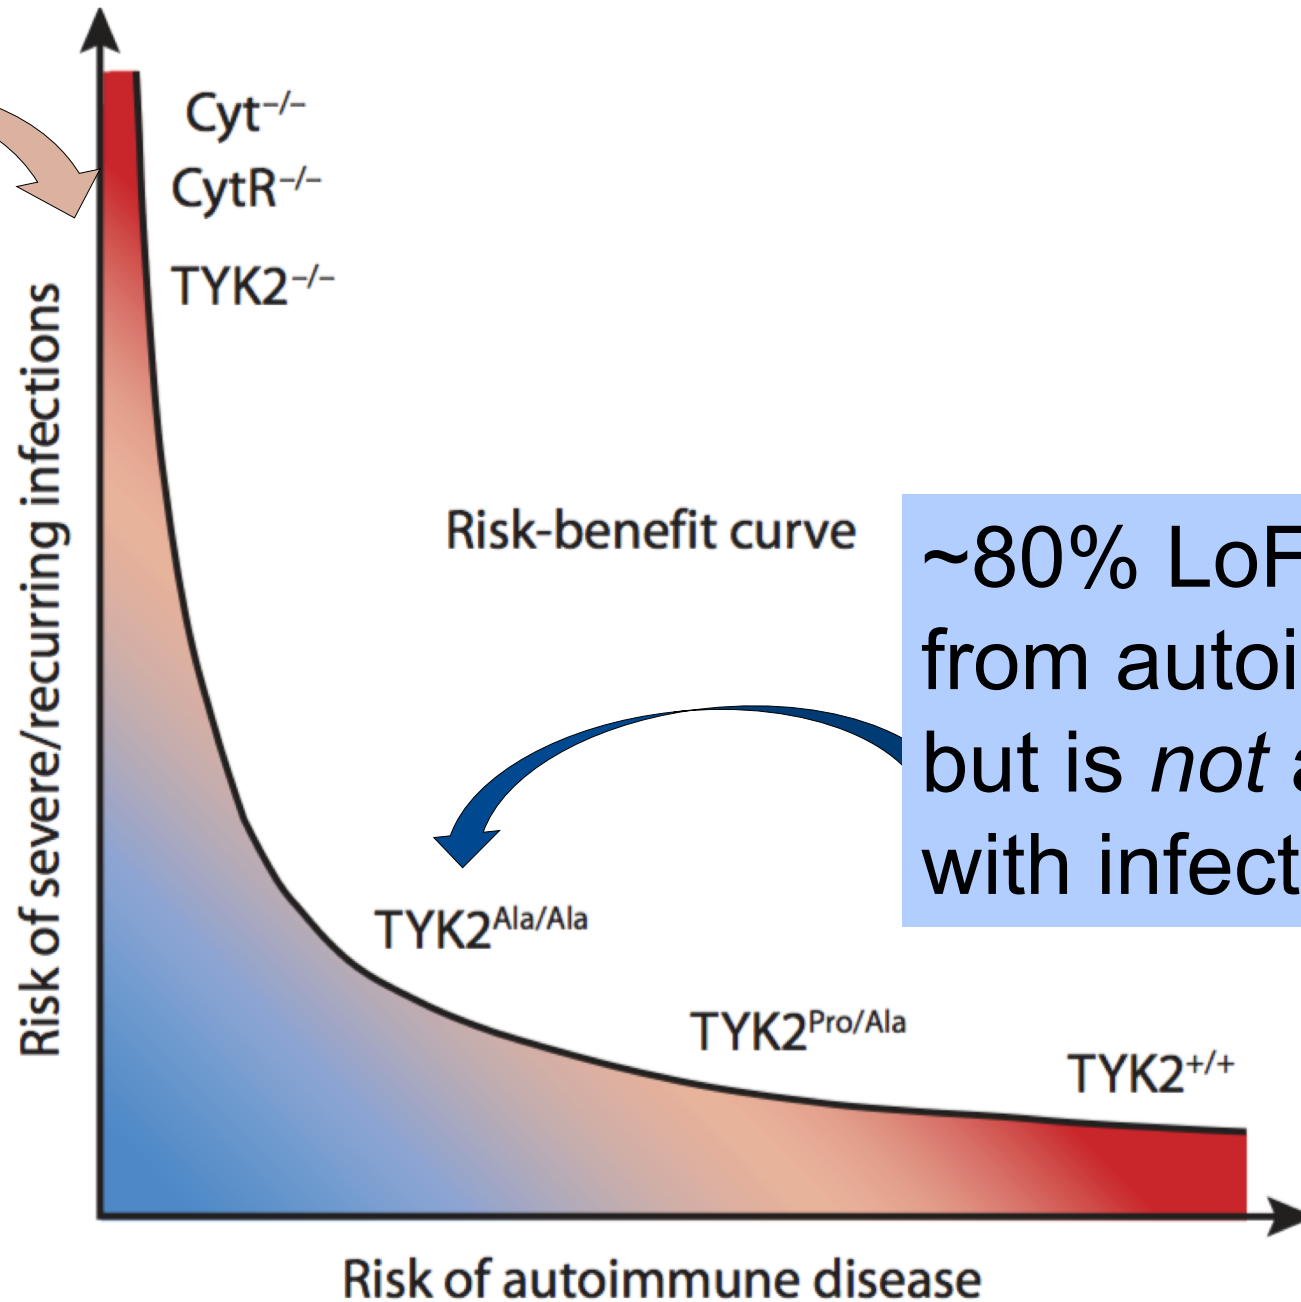 Cyt–/–
CytR–/–
TYK2–/–
Risk of severe/recurring infections
Risk-benefit curve
~80% LoF
from autoi
but is not
with infect
TYK2Ala/Ala
TYK2Pro/Ala
TYK2+/+
Risk of autoimmune disease